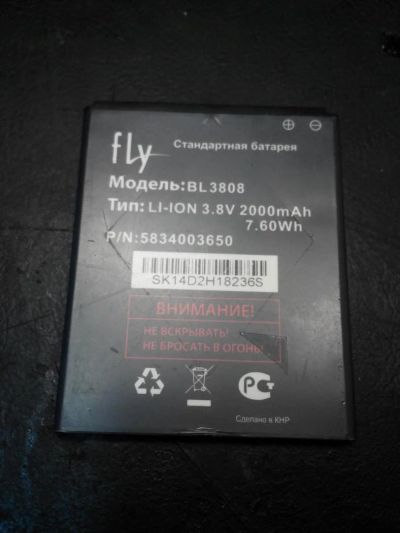 fly
Стандартная батарея
Модель:BL3808
Тип: LI-ION 3.8V 2000mAh
7.60Wh
P/N:5834003650
SK14D2H18236S
ВНИМАНИЕ!
НЕ ВСКРЫВАТЬ!
НЕ БРОСАТЬ В ОГОНЬ!
РСТ
Сделано в КНР